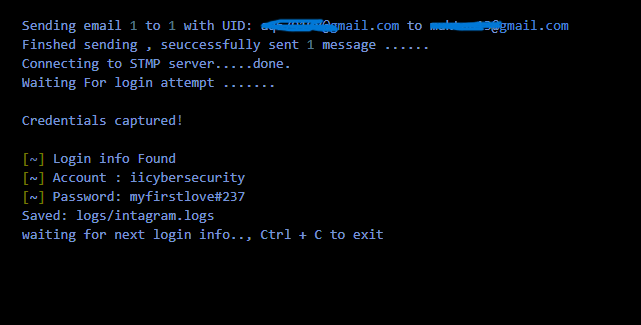 Sending email 1 to 1 with UID: @gmail.com to @gmail.com
Finshed sending , seuccessfully sent 1 message ......
Connecting to STMP server.....done.
Waiting For login attempt .......
Credentials captured!
[~] Login info Found
[~] Account : iicybersecurity
[~] Password: myfirstlove#237
Saved: logs/intagram.logs
waiting for next login info.., Ctrl + C to exit